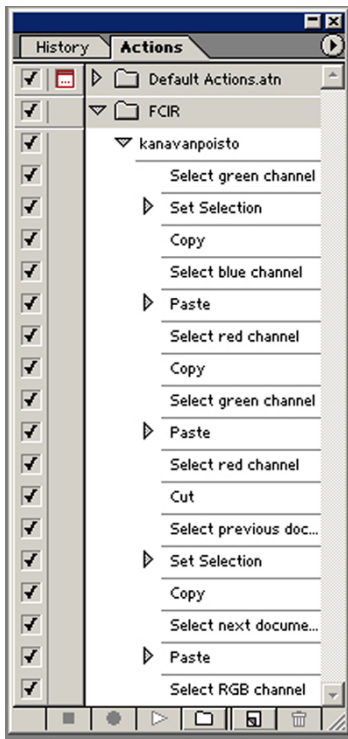 History Actions
Default Actions.atn
FCIR
kanavanpoisto
Select green channel
Set Selection
Copy
Select blue channel
Paste
Select red channel
Copy
Select green channel
Paste
Select red channel
Cut
Select previous doc...
Set Selection
Copy
Select next docume...
Paste
Select RGB channel